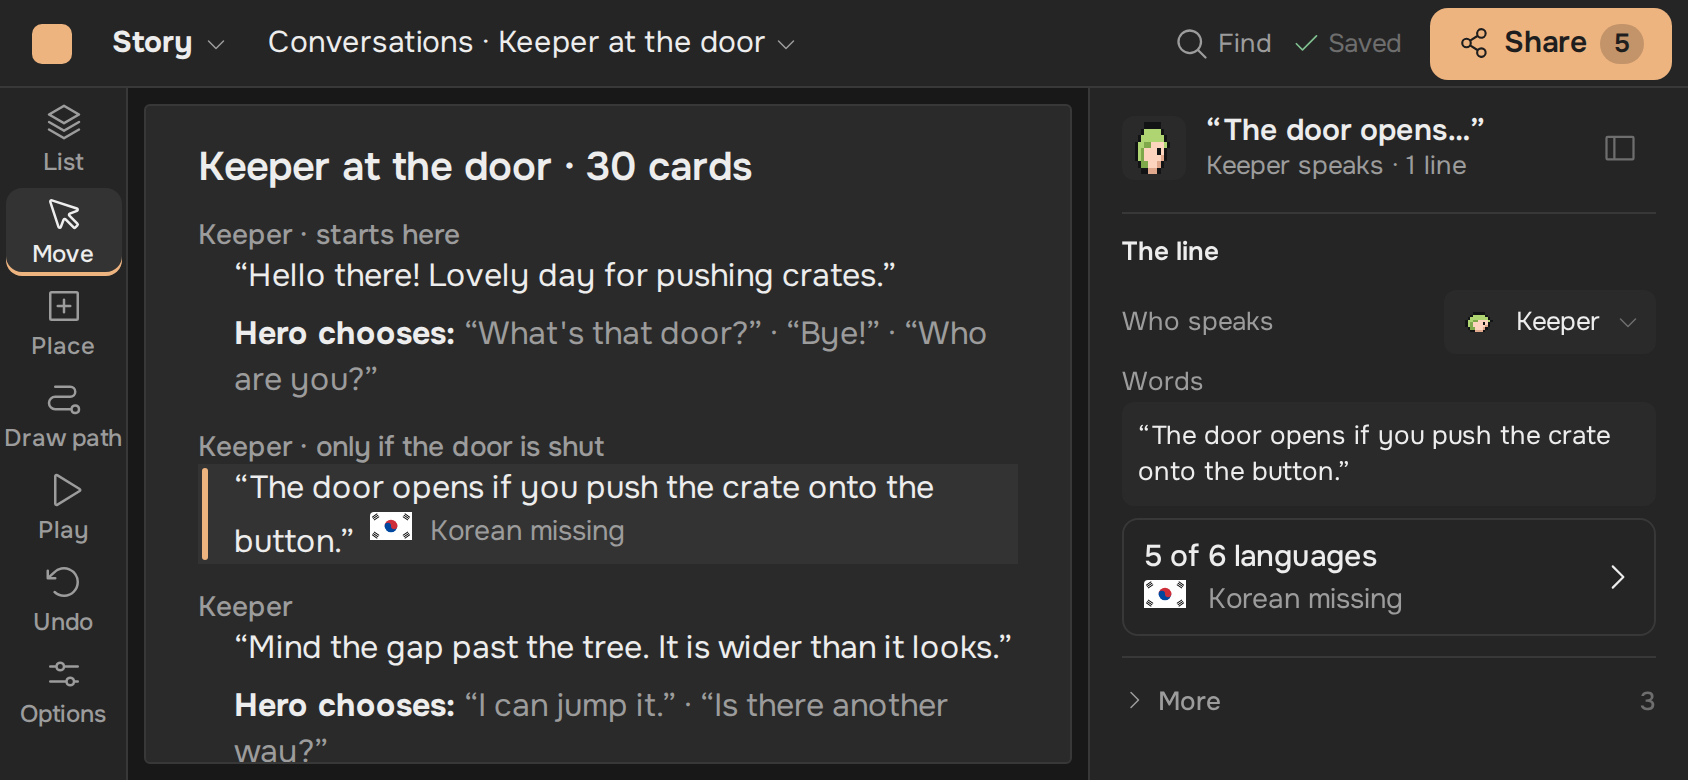 Story
Conversations · Keeper at the door
Find
Saved
Share 5
List
Move
Place
Draw path
Play
Undo
Options
Keeper at the door · 30 cards
Keeper · starts here
“Hello there! Lovely day for pushing crates.”
Hero chooses: “What's that door?” · “Bye!” · “Who
are you?”
Keeper · only if the door is shut
“The door opens if you push the crate onto the
button.” Korean missing
Keeper
“Mind the gap past the tree. It is wider than it looks.”
Hero chooses: “I can jump it.” · “Is there another
way?”
“The door opens...”
Keeper speaks · 1 line
The line
Who speaks
Keeper
Words
“The door opens if you push the crate
onto the button.”
5 of 6 languages
Korean missing
More
3